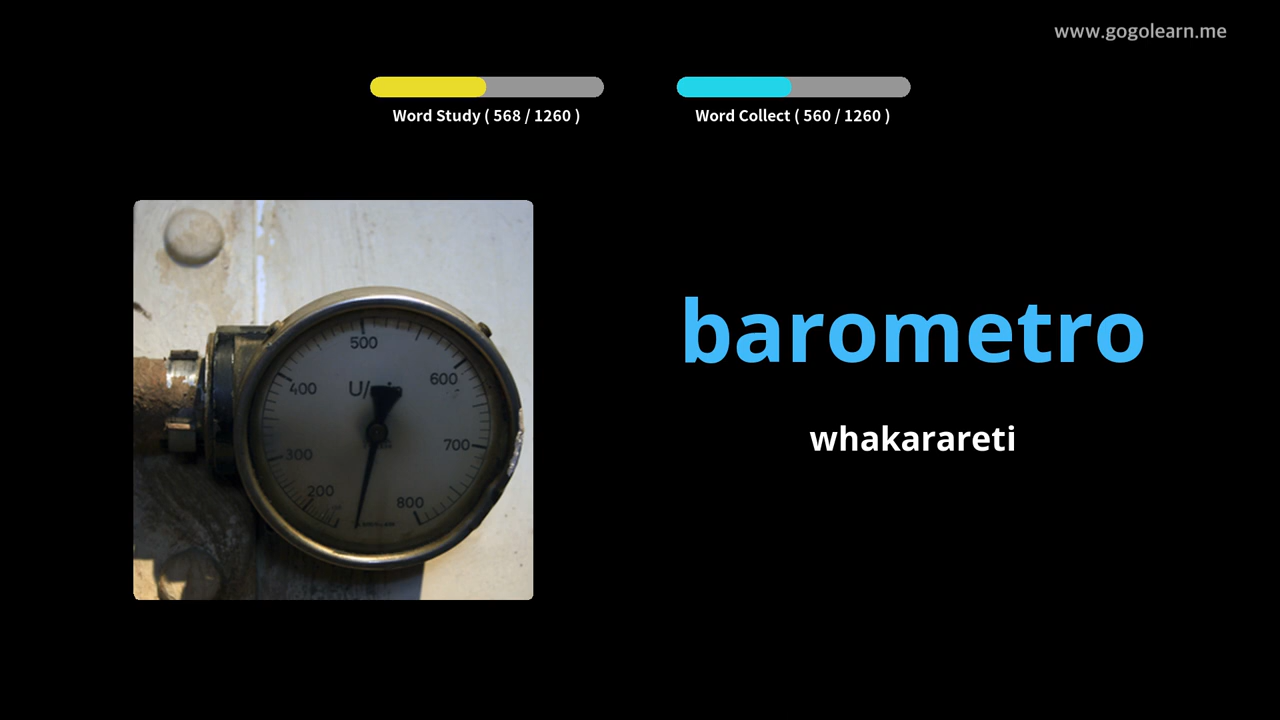 www.gogolearn.me
Word Study ( 568 / 1260 )
Word Collect ( 560 / 1260 )
500
400
600
300
700
200
800
barometro
whakarareti